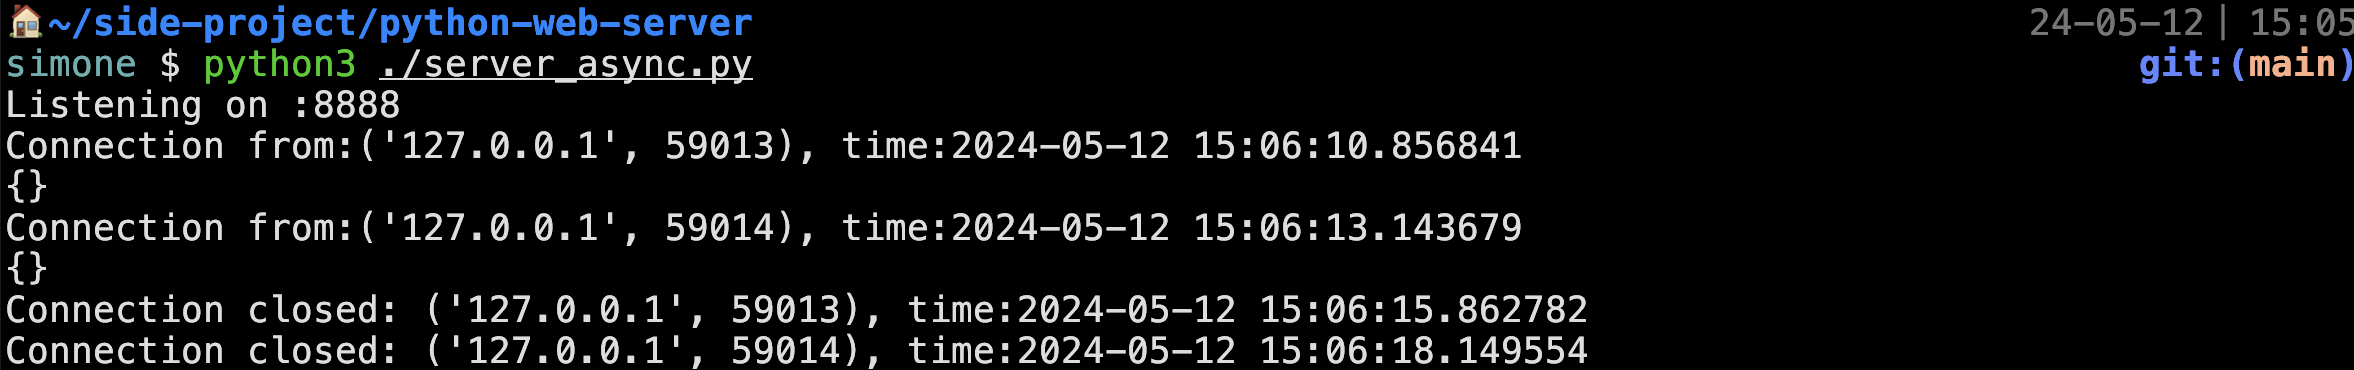 ~/side-project/python-web-server 24-05-12| 15:05
simone $ python3 ./server_async.py git:(main)
Listening on :8888
Connection from:('127.0.0.1', 59013), time:2024-05-12 15:06:10.856841
{}
Connection from:('127.0.0.1', 59014), time:2024-05-12 15:06:13.143679
{}
Connection closed: ('127.0.0.1', 59013), time:2024-05-12 15:06:15.862782
Connection closed: ('127.0.0.1', 59014), time:2024-05-12 15:06:18.149554